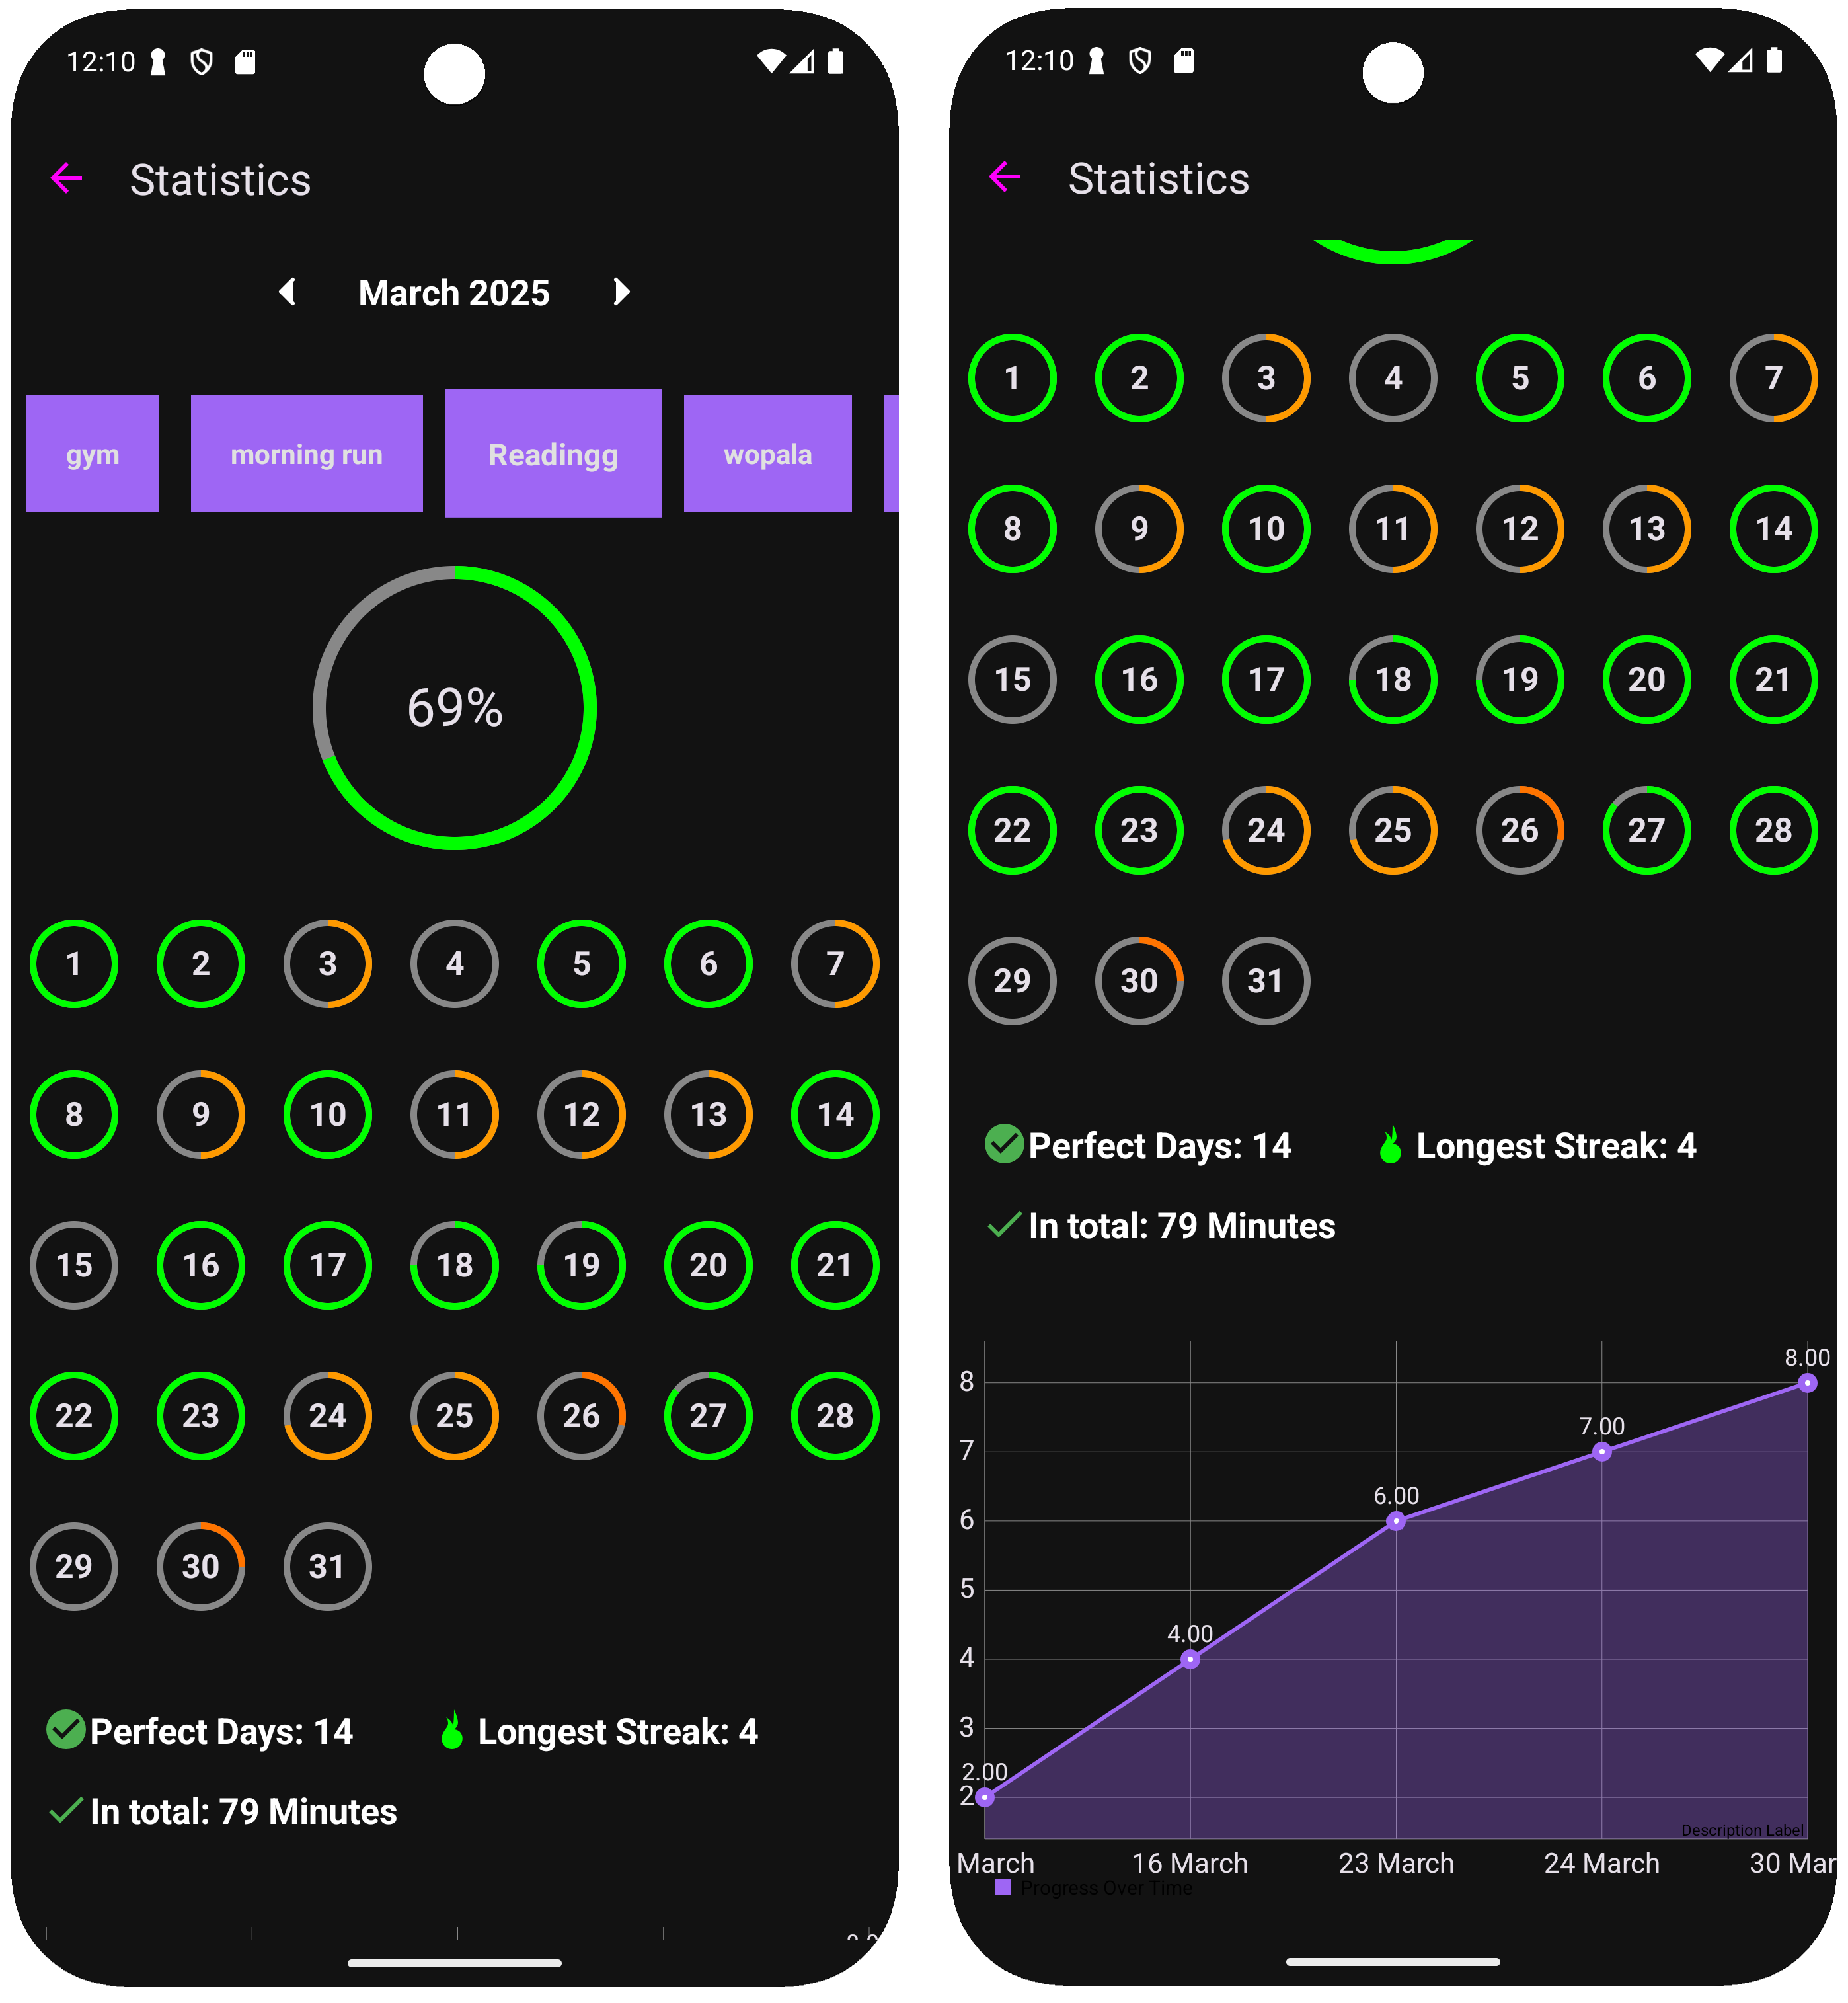 12:10
Statistics
March 2025
gym morning run Readingg wopala
69%
1 2 3 4 5 6 7
8 9 10 11 12 13 14
15 16 17 18 19 20 21
22 23 24 25 26 27 28
29 30 31
Perfect Days: 14 Longest Streak: 4
In total: 79 Minutes
12:10
Statistics
1 2 3 4 5 6 7
8 9 10 11 12 13 14
15 16 17 18 19 20 21
22 23 24 25 26 27 28
29 30 31
Perfect Days: 14 Longest Streak: 4
In total: 79 Minutes
8.00
8
7.00
7
6.00
6
5
4.00
4
3
2.00
2
Description Label
March 16 March 23 March 24 March 30 Mar
Progress Over Time